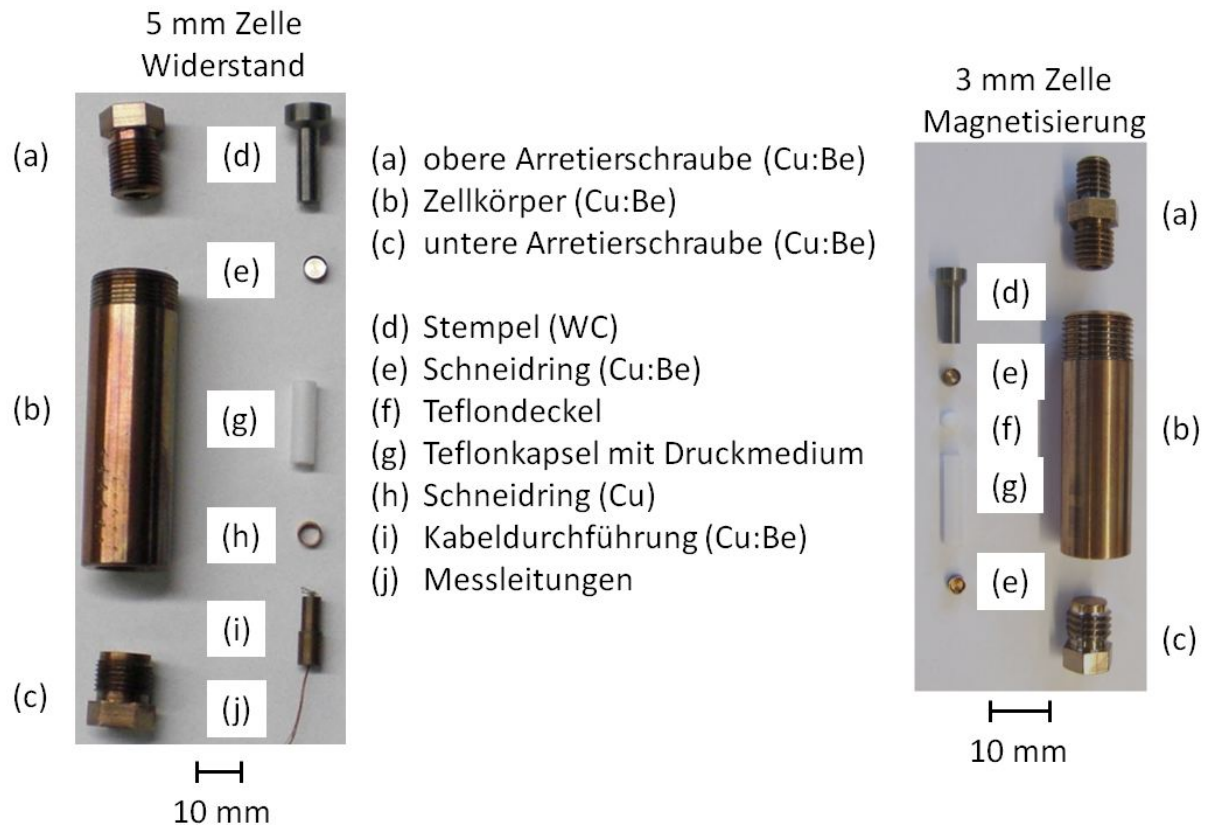 5 mm Zelle
Widerstand
(a)
(d)
(e)
(b)
(g)
(h)
(i)
(c)
(j)
10 mm
(a) obere Arretierschraube (Cu:Be)
(b) Zellkörper (Cu:Be)
(c) untere Arretierschraube (Cu:Be)
(d) Stempel (WC)
(e) Schneidring (Cu:Be)
(f) Teflondeckel
(g) Teflonkapsel mit Druckmedium
(h) Schneidring (Cu)
(i) Kabeldurchführung (Cu:Be)
(j) Messleitungen
3 mm Zelle
Magnetisierung
(a)
(d)
(e)
(f)
(b)
(g)
(e)
(c)
10 mm